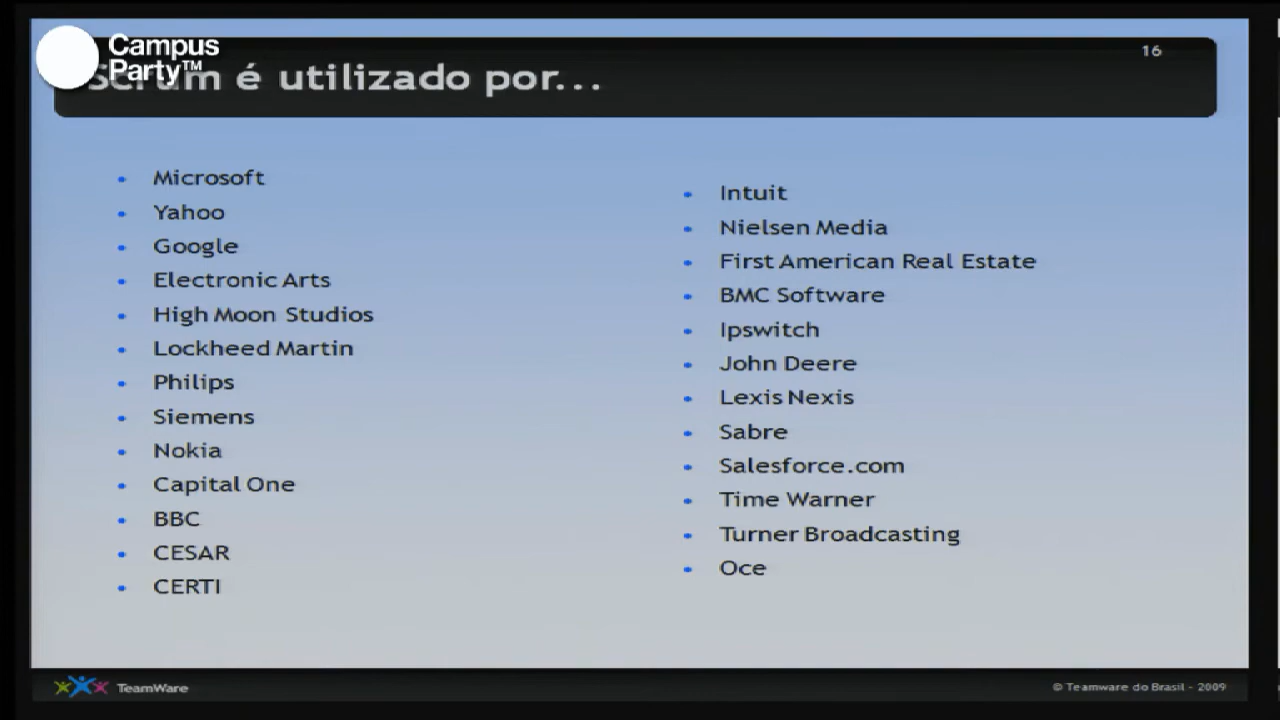 Campus
Party™
16
Scrum é utilizado por...
• Microsoft
• Yahoo
• Google
• Electronic Arts
• High Moon Studios
• Lockheed Martin
• Philips
• Siemens
• Nokia
• Capital One
• BBC
• CESAR
• CERTI
• Intuit
• Nielsen Media
• First American Real Estate
• BMC Software
• Ipswitch
• John Deere
• Lexis Nexis
• Sabre
• Salesforce.com
• Time Warner
• Turner Broadcasting
• Oce
TeamWare
© Teamware do Brasil - 2009